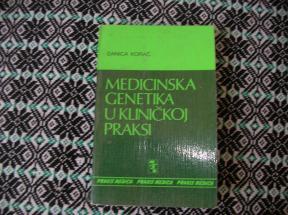 DANICA KORAĆ
MEDICINSKA
GENETIKA
U KLINIČKOJ
PRAKSI
PRAXIS MEDICA PRAXIS MEDICA PRAXIS MEDICA